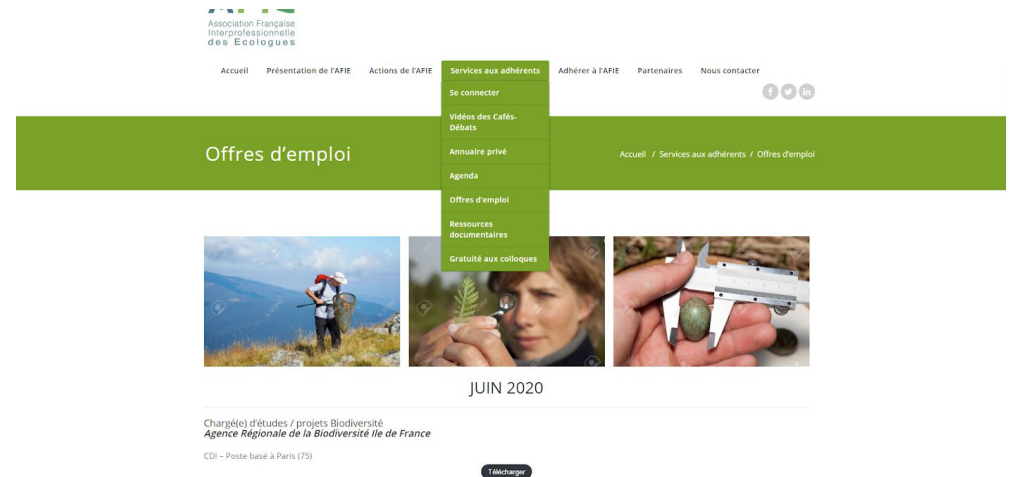 Association Française
Interprofessionnelle
des Ecologues
Accueil Présentation de l'AFIE Actions de l'AFIE Services aux adhérents Adhérer à l'AFIE Partenaires Nous contacter
Se connecter
Vidéos des Cafés-
Débats
Annuaire privé
Agenda
Offres d'emploi
Ressources
documentaires
Gratuité aux colloques
Offres d'emploi
Accueil / Services aux adhérents / Offres d'emploi
JUIN 2020
Chargé(e) d'études / projets Biodiversité
Agence Régionale de la Biodiversité Ile de France
CDI – Poste basé à Paris (75)
Télécharger